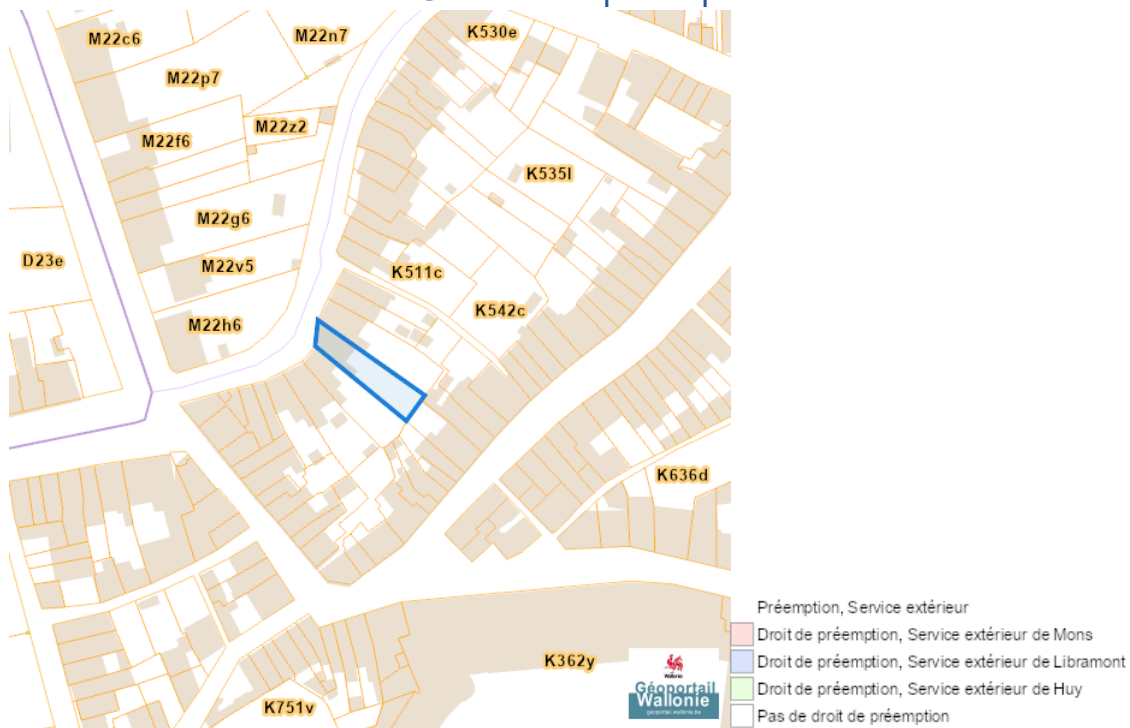 M22c6
M22n7
K530e
M22p7
M22z2
M22f6
K535l
M22g6
D23e
M22v5
K511c
K542c
M22h6
K636d
K362y
K751v
Wallonie
Géoportail
Wallonie
geoportail.wallonie.be
Préemption, Service extérieur
Droit de préemption, Service extérieur de Mons
Droit de préemption, Service extérieur de Libramont
Droit de préemption, Service extérieur de Huy
Pas de droit de préemption